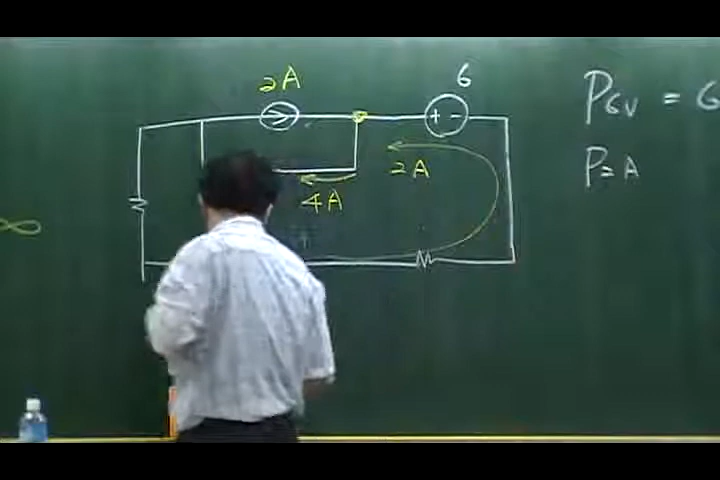 2A
6
+ -
2A
4A
P6V = 6
P2A